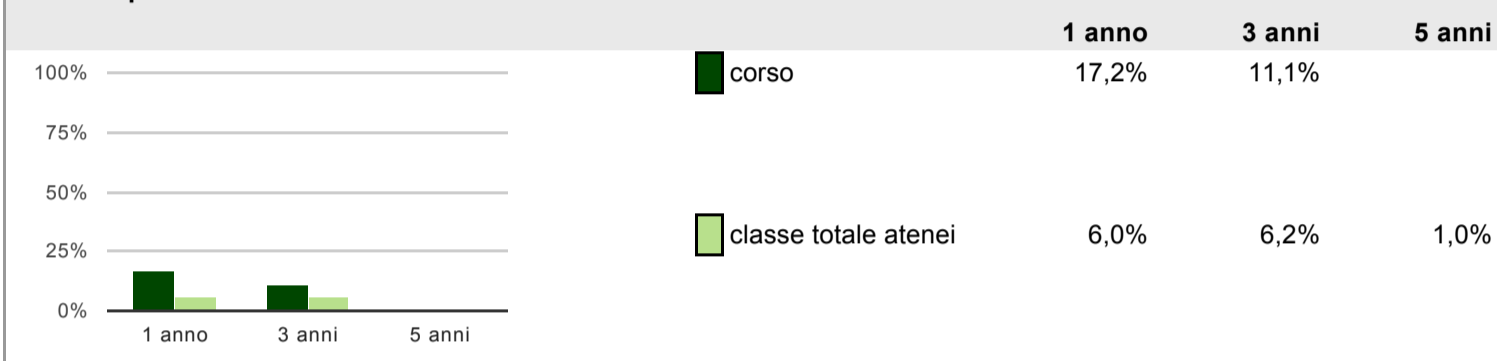 1 anno 3 anni 5 anni
100%
75%
50%
25%
0%
1 anno 3 anni 5 anni
corso 17,2% 11,1%
classe totale atenei 6,0% 6,2% 1,0%